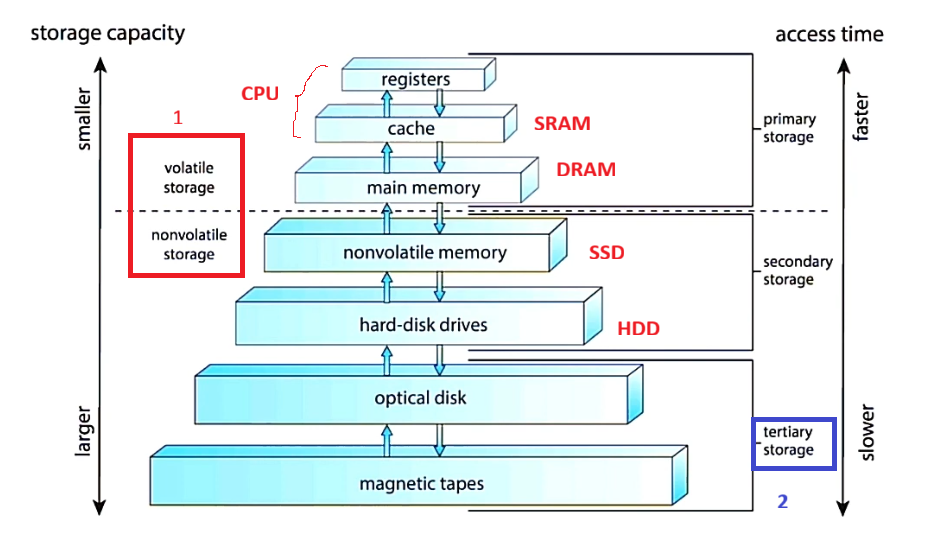 storage capacity
access time
smaller
larger
faster
slower
CPU
1
registers
cache
SRAM
main memory
DRAM
primary
storage
volatile
storage
nonvolatile
storage
nonvolatile memory
SSD
hard-disk drives
HDD
secondary
storage
optical disk
magnetic tapes
tertiary
storage
2